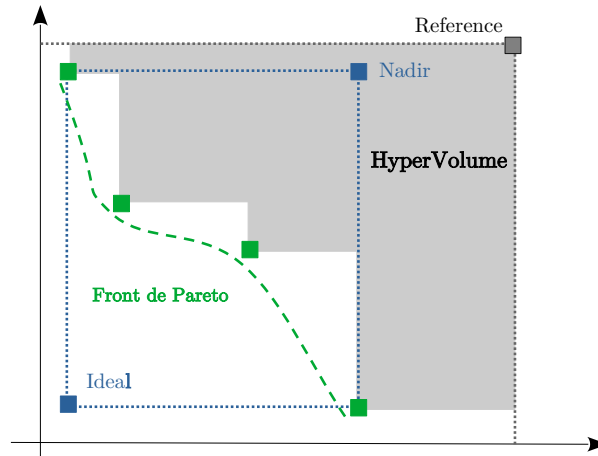 Reference
Nadir
HyperVolume
Front de Pareto
Ideal